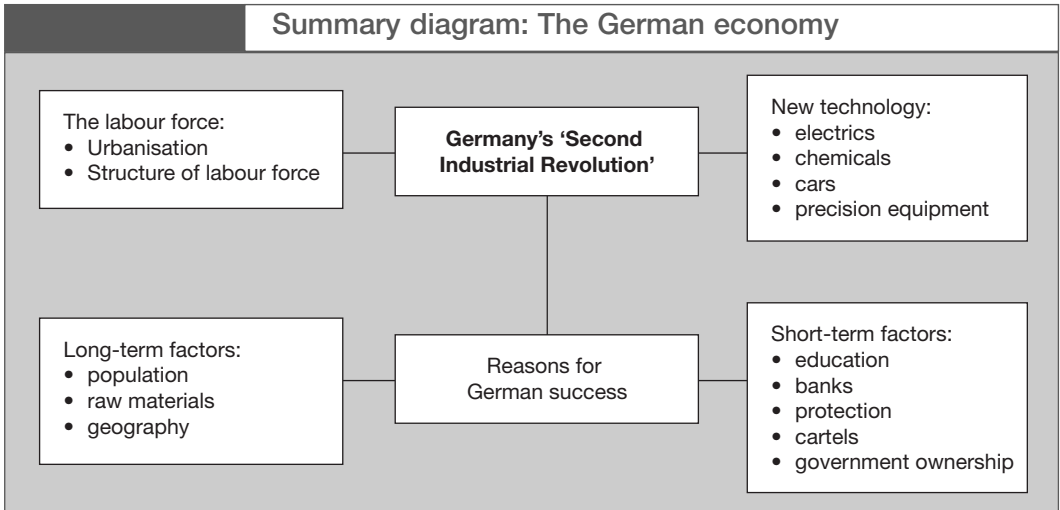 Summary diagram: The German economy
The labour force:
• Urbanisation
• Structure of labour force
Germany's 'Second
Industrial Revolution'
New technology:
• electrics
• chemicals
• cars
• precision equipment
Long-term factors:
• population
• raw materials
• geography
Reasons for
German success
Short-term factors:
• education
• banks
• protection
• cartels
• government ownership